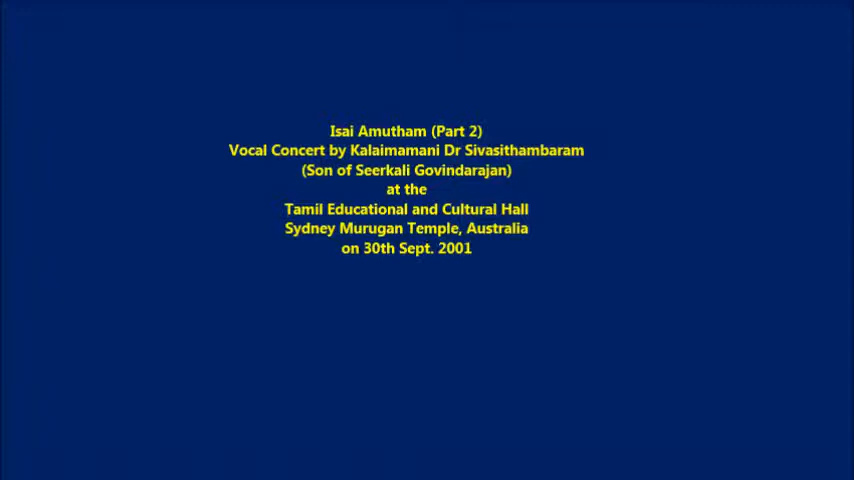 Isai Amutham (Part 2)
Vocal Concert by Kalaimamani Dr Sivasithambaram
(Son of Seerkali Govindarajan)
at the
Tamil Educational and Cultural Hall
Sydney Murugan Temple, Australia
on 30th Sept. 2001